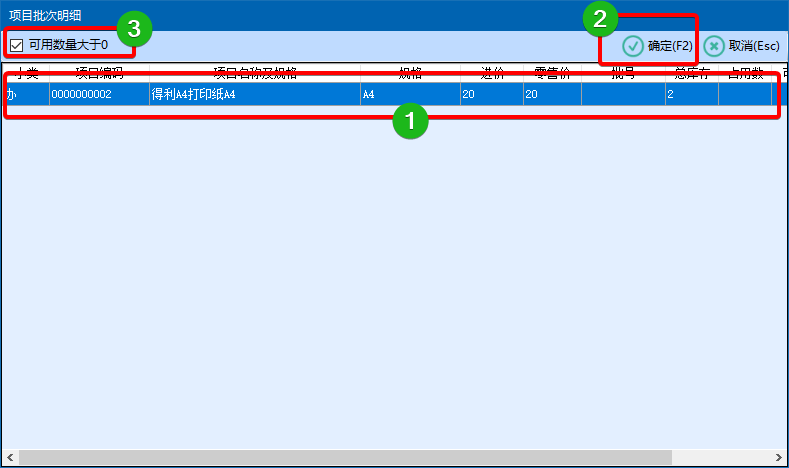 项目批次明细
3
2
可用数量大于0
确定(F2)
取消(Esc)
小类 项目编码 项目名称及规格 规格 进价 零售价 批号 总库存 占用数
办 0000000002 得利A4打印纸A4 A4 20 20 2
1